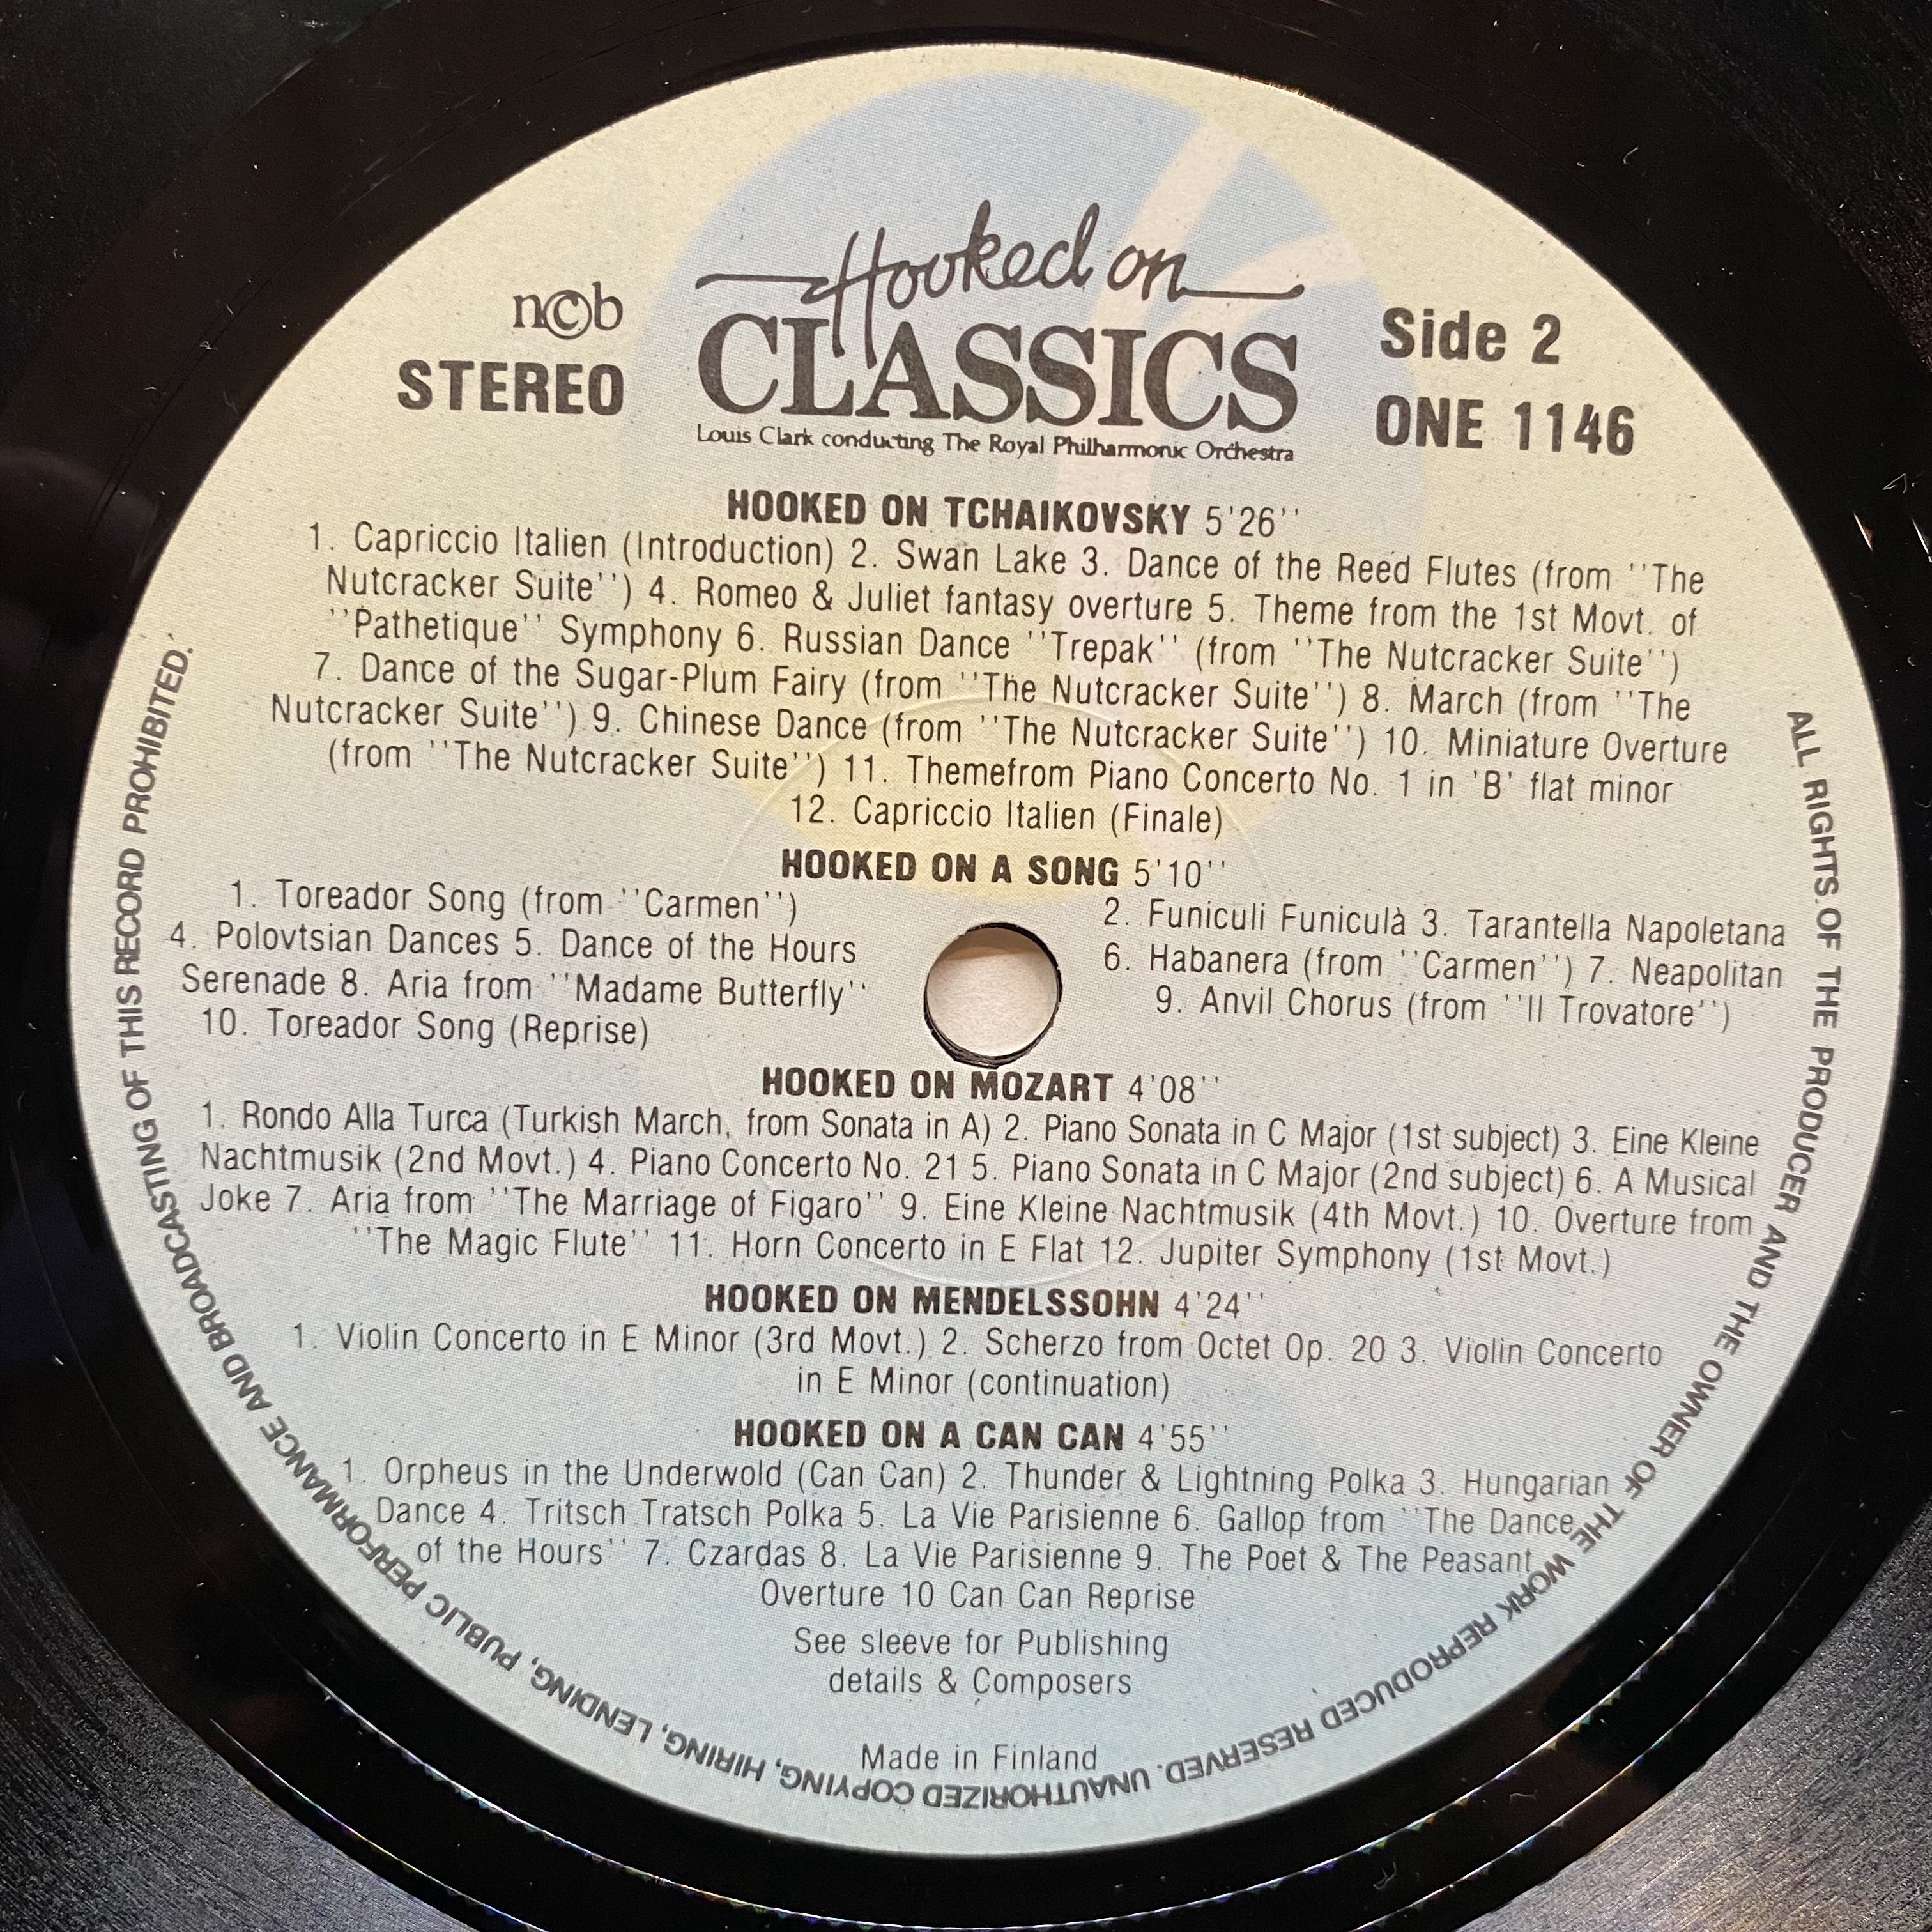 Hooked on
CLASSICS
Louis Clark conducting The Royal Philharmonic Orchestra
n©b
STEREO
Side 2
ONE 1146
HOOKED ON TCHAIKOVSKY 5'26''
1. Capriccio Italien (Introduction) 2. Swan Lake 3. Dance of the Reed Flutes (from ''The
Nutcracker Suite'') 4. Romeo & Juliet fantasy overture 5. Theme from the 1st Movt. of
''Pathetique'' Symphony 6. Russian Dance ''Trepak'' (from ''The Nutcracker Suite'')
7. Dance of the Sugar-Plum Fairy (from ''The Nutcracker Suite'') 8. March (from ''The
Nutcracker Suite'') 9. Chinese Dance (from ''The Nutcracker Suite'') 10. Miniature Overture
(from ''The Nutcracker Suite'') 11. Themefrom Piano Concerto No. 1 in 'B' flat minor
12. Capriccio Italien (Finale)
HOOKED ON A SONG 5'10''
1. Toreador Song (from ''Carmen'') 2. Funiculi Funiculà 3. Tarantella Napoletana
4. Polovtsian Dances 5. Dance of the Hours 6. Habanera (from ''Carmen'') 7. Neapolitan
Serenade 8. Aria from ''Madame Butterfly'' 9. Anvil Chorus (from ''Il Trovatore'')
10. Toreador Song (Reprise)
HOOKED ON MOZART 4'08''
1. Rondo Alla Turca (Turkish March, from Sonata in A) 2. Piano Sonata in C Major (1st subject) 3. Eine Kleine
Nachtmusik (2nd Movt.) 4. Piano Concerto No. 21 5. Piano Sonata in C Major (2nd subject) 6. A Musical
Joke 7. Aria from ''The Marriage of Figaro'' 9. Eine Kleine Nachtmusik (4th Movt.) 10. Overture from
''The Magic Flute'' 11. Horn Concerto in E Flat 12. Jupiter Symphony (1st Movt.)
HOOKED ON MENDELSSOHN 4'24''
1. Violin Concerto in E Minor (3rd Movt.) 2. Scherzo from Octet Op. 20 3. Violin Concerto
in E Minor (continuation)
HOOKED ON A CAN CAN 4'55''
1. Orpheus in the Underwold (Can Can) 2. Thunder & Lightning Polka 3. Hungarian
Dance 4. Tritsch Tratsch Polka 5. La Vie Parisienne 6. Gallop from ''The Dance
of the Hours'' 7. Czardas 8. La Vie Parisienne 9. The Poet & The Peasant
Overture 10 Can Can Reprise
See sleeve for Publishing
details & Composers
Made in Finland
ALL RIGHTS OF THE PRODUCER AND THE OWNER OF THE WORK REPRODUCED RESERVED. UNAUTHORIZED COPYING, HIRING, LENDING, PUBLIC PERFORMANCE AND BROADCASTING OF THIS RECORD PROHIBITED.